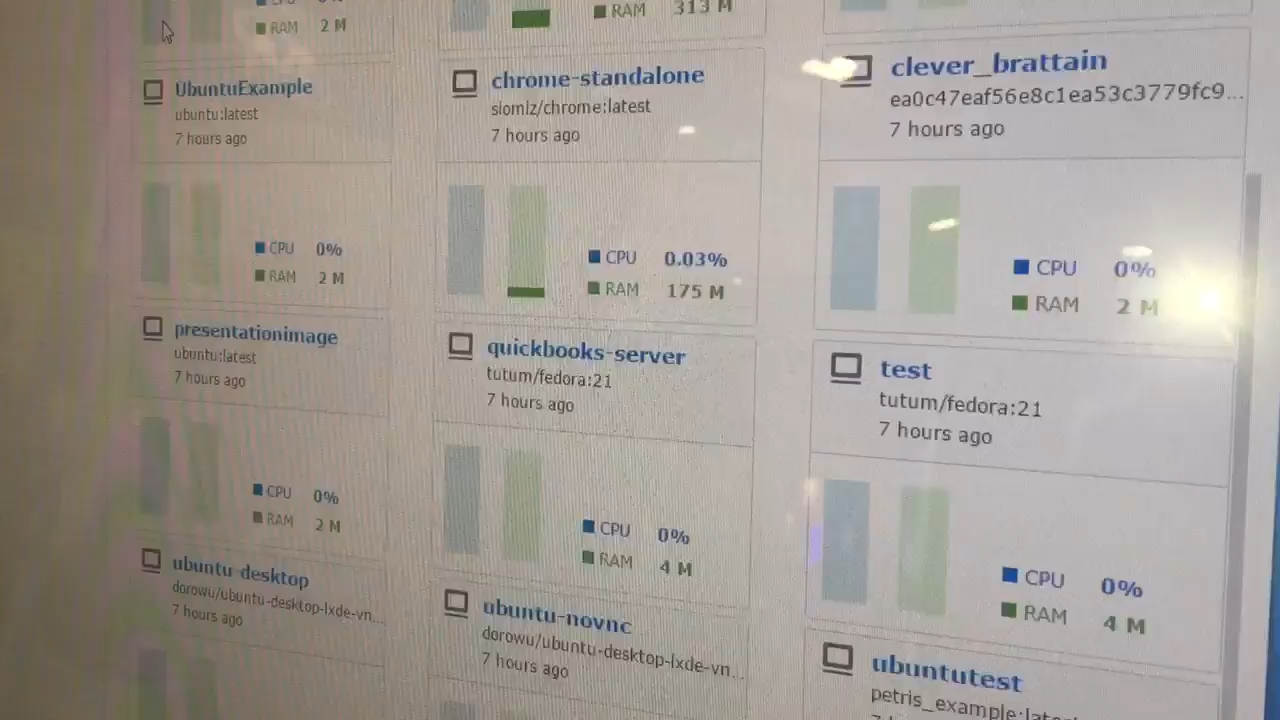 RAM 2 M
RAM 313 M
UbuntuExample
ubuntu:latest
7 hours ago
CPU 0%
RAM 2 M
chrome-standalone
siomiz/chrome:latest
7 hours ago
CPU 0.03%
RAM 175 M
clever_brattain
ea0c47eaf56e8c1ea53c3779fc9...
7 hours ago
CPU 0%
RAM 2 M
presentationimage
ubuntu:latest
7 hours ago
CPU 0%
RAM 2 M
quickbooks-server
tutum/fedora:21
7 hours ago
CPU 0%
RAM 4 M
test
tutum/fedora:21
7 hours ago
CPU 0%
RAM 4 M
ubuntu-desktop
dorowu/ubuntu-desktop-lxde-vn...
7 hours ago
ubuntu-novnc
dorowu/ubuntu-desktop-lxde-vn...
7 hours ago
ubuntutest